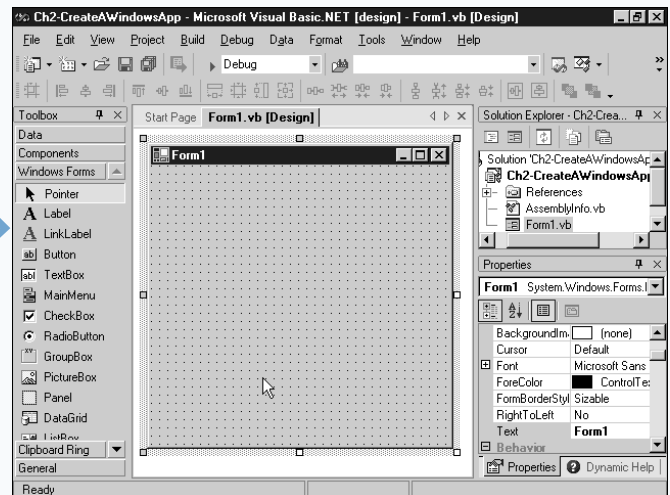 Ch2-CreateAWindowsApp - Microsoft Visual Basic.NET [design] - Form1.vb [Design]
File Edit View Project Build Debug Data Format Tools Window Help
Debug
Toolbox
Data
Components
Windows Forms
Pointer
Label
LinkLabel
Button
TextBox
MainMenu
CheckBox
RadioButton
GroupBox
PictureBox
Panel
DataGrid
ListBox
Clipboard Ring
General
Start Page Form1.vb [Design]
Form1
Solution Explorer - Ch2-Crea...
Solution 'Ch2-CreateAWindowsAp
Ch2-CreateAWindowsApp
References
AssemblyInfo.vb
Form1.vb
Properties
Form1 System.Windows.Forms.
BackgroundIm (none)
Cursor Default
Font Microsoft Sans
ForeColor ControlTe
FormBorderStyl Sizable
RightToLeft No
Text Form1
Behavior
Properties Dynamic Help
Ready